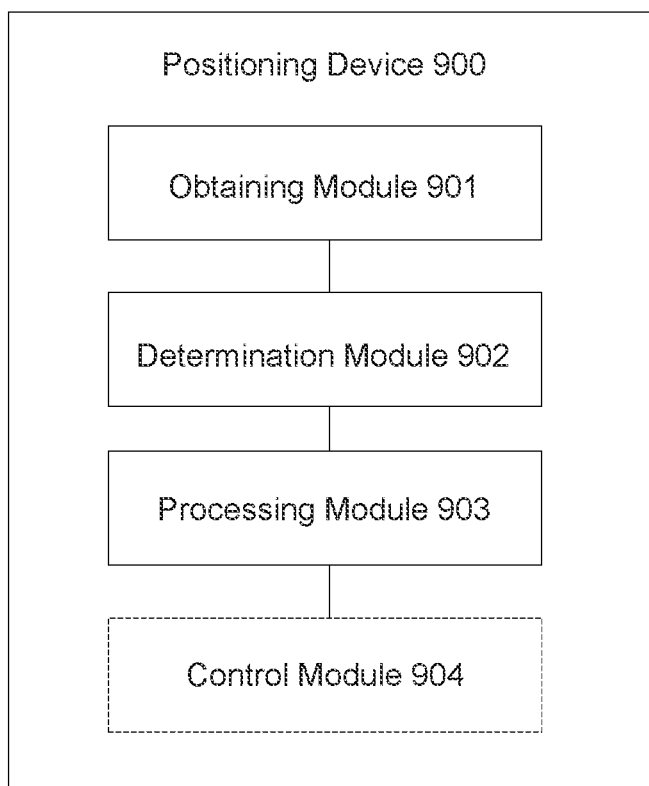 Positioning Device 900
Obtaining Module 901
Determination Module 902
Processing Module 903
Control Module 904